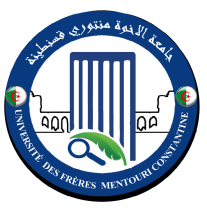 جامعة الاخوة منتوري قسنطينة
UNIVERSITÉ DES FRÈRES MENTOURI CONSTANTINE